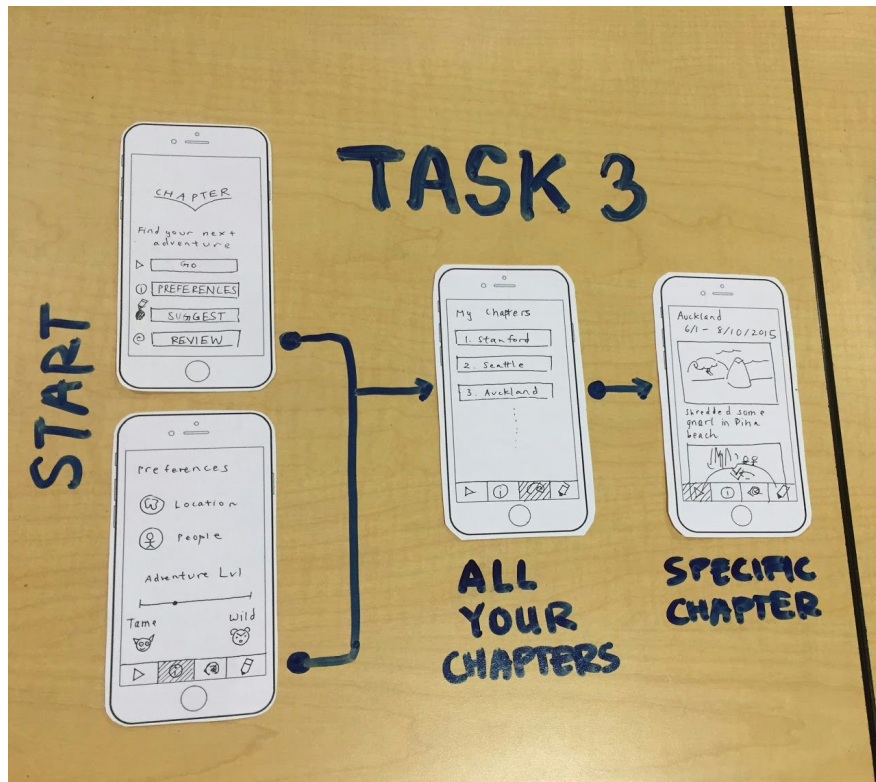 TASK 3
START
CHAPTER
Find your next
adventure
GO
PREFERENCES
SUGGEST
REVIEW
Preferences
Location
People
Adventure Lvl
Tame
Wild
My Chapters
1. Stanford
2. Seattle
3. Auckland
ALL
YOUR
CHAPTERS
Auckland
6/1 - 8/10/2015
Shredded some
gnarl in Piha
beach
SPECIFIC
CHAPTER